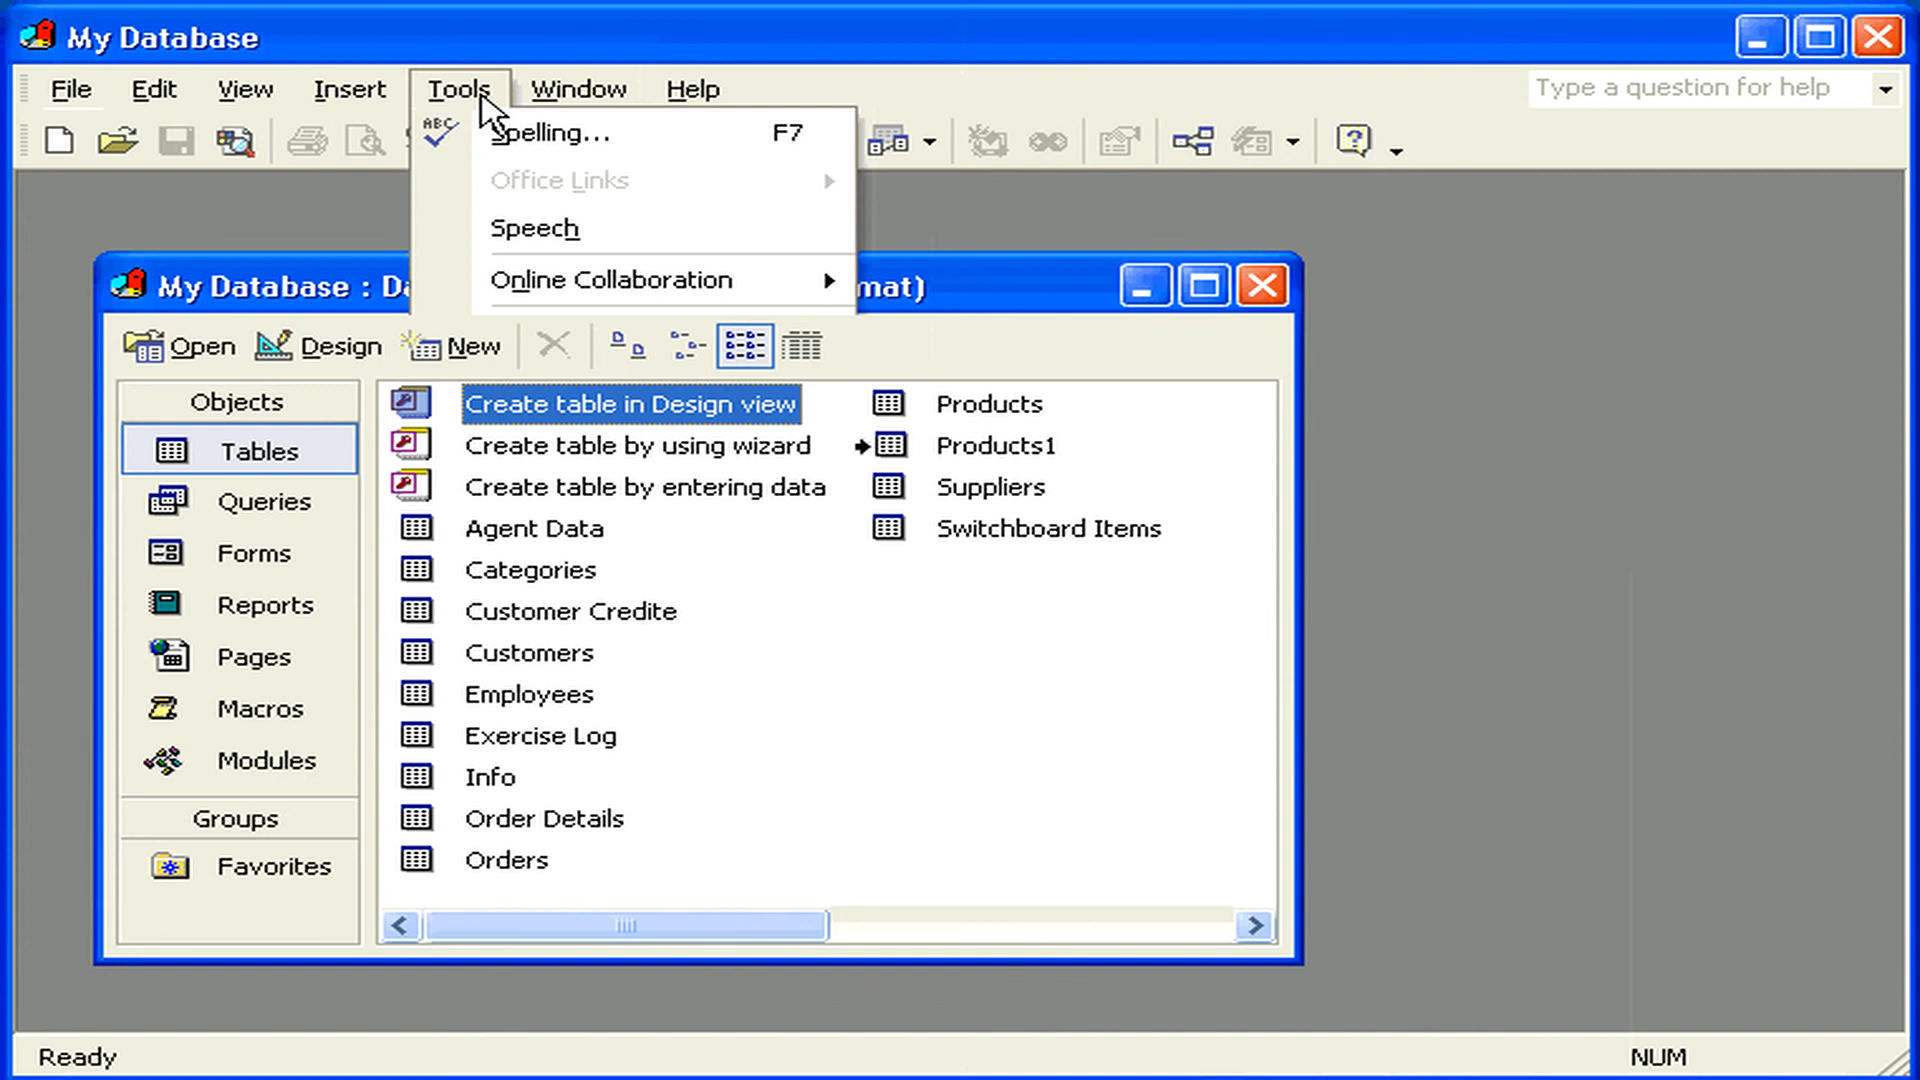 My Database
File Edit View Insert Tools Window Help Type a question for help
ABC Spelling... F7
Office Links
Speech
Online Collaboration
My Database : Da mat)
Open Design New
Objects
Tables
Queries
Forms
Reports
Pages
Macros
Modules
Groups
Favorites
Create table in Design view
Create table by using wizard
Create table by entering data
Agent Data
Categories
Customer Credite
Customers
Employees
Exercise Log
Info
Order Details
Orders
Products
Products1
Suppliers
Switchboard Items
Ready NUM